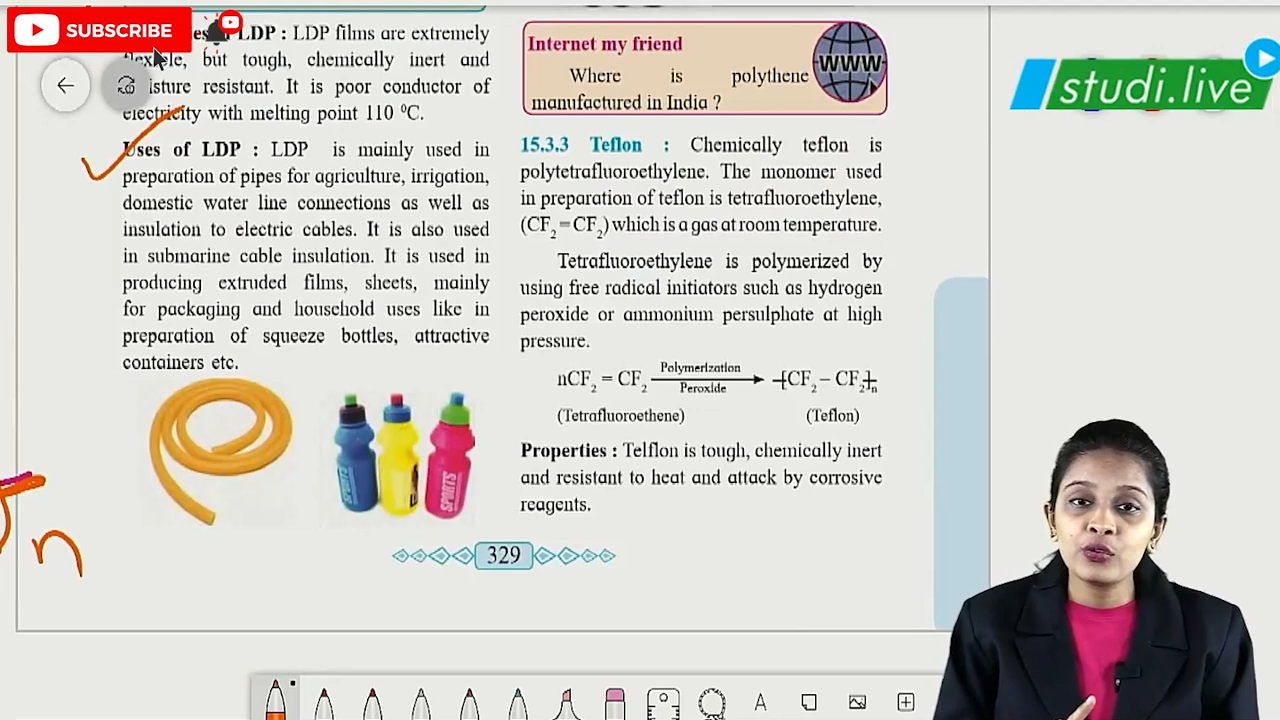 SUBSCRIBE
LDP : LDP films are extremely
but tough, chemically inert and
resistant. It is poor conductor of
electricity with melting point 110 ⁰C.
Uses of LDP : LDP is mainly used in
preparation of pipes for agriculture, irrigation,
domestic water line connections as well as
insulation to electric cables. It is also used
in submarine cable insulation. It is used in
producing extruded films, sheets, mainly
for packaging and household uses like in
preparation of squeeze bottles, attractive
containers etc.
SPORTS
SPORTS
n
Internet my friend
Where is polythene
manufactured in India ?
WWW
15.3.3 Teflon : Chemically teflon is
polytetrafluoroethylene. The monomer used
in preparation of teflon is tetrafluoroethylene,
(CF₂=CF₂) which is a gas at room temperature.
Tetrafluoroethylene is polymerized by
using free radical initiators such as hydrogen
peroxide or ammonium persulphate at high
pressure.
nCF₂ = CF₂ Polymerization Peroxide → -[CF₂ – CF₂]-ₙ
(Tetrafluoroethene) (Teflon)
Properties : Telflon is tough, chemically inert
and resistant to heat and attack by corrosive
reagents.
329
studi.live
A